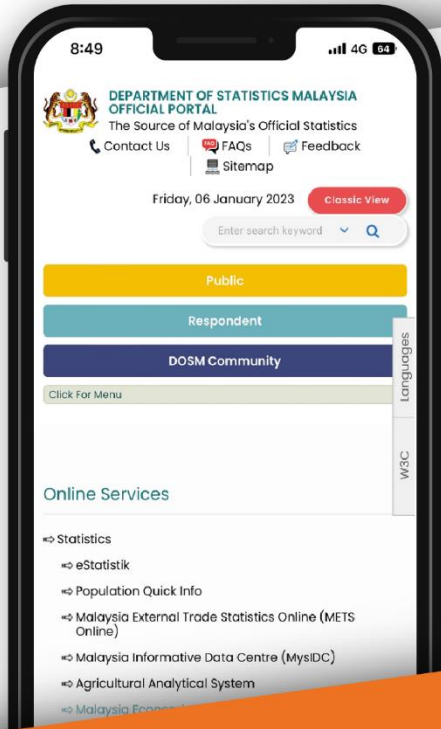 8:49 4G 64
DEPARTMENT OF STATISTICS MALAYSIA
OFFICIAL PORTAL
The Source of Malaysia's Official Statistics
Contact Us FAQ FAQs Feedback
Sitemap
Friday, 06 January 2023 Classic View
Enter search keyword
Public
Respondent
DOSM Community
Languages
Click For Menu
W3C
Online Services
Statistics
eStatistik
Population Quick Info
Malaysia External Trade Statistics Online (METS
Online)
Malaysia Informative Data Centre (MysIDC)
Agricultural Analytical System
Malaysia